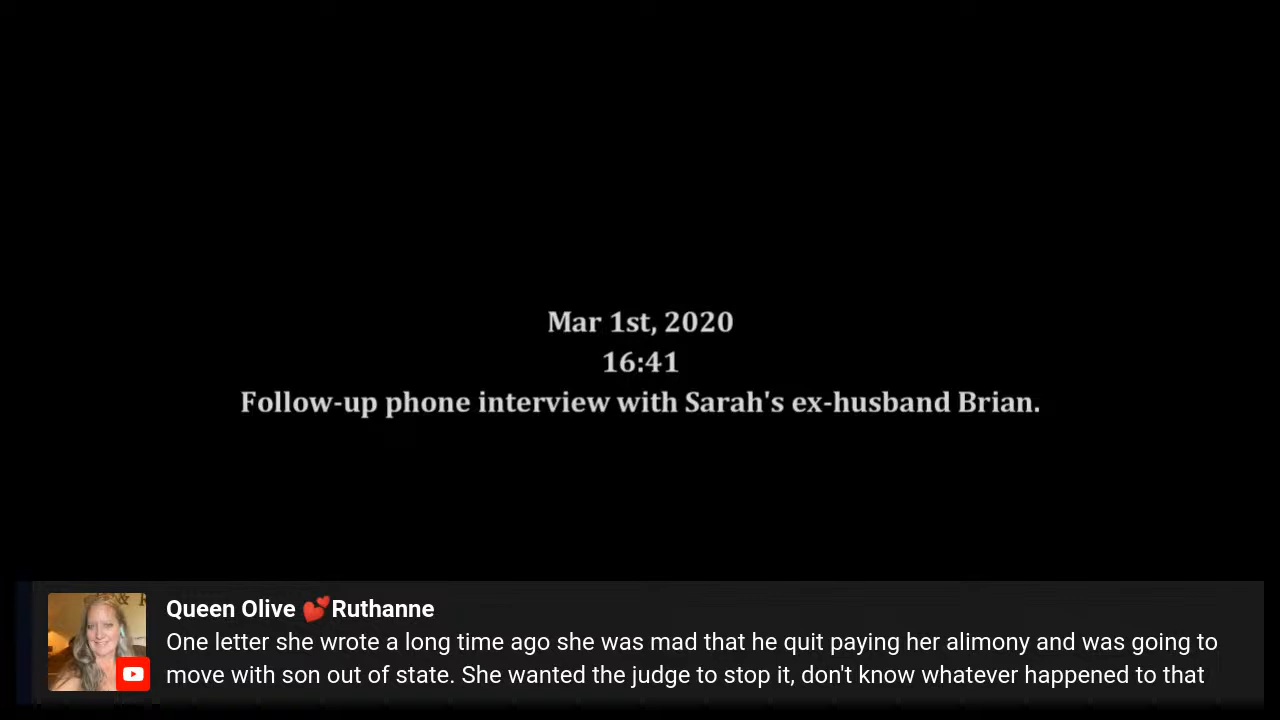 Mar 1st, 2020
16:41
Follow-up phone interview with Sarah's ex-husband Brian.
Queen Olive 💕Ruthanne
One letter she wrote a long time ago she was mad that he quit paying her alimony and was going to
move with son out of state. She wanted the judge to stop it, don't know whatever happened to that